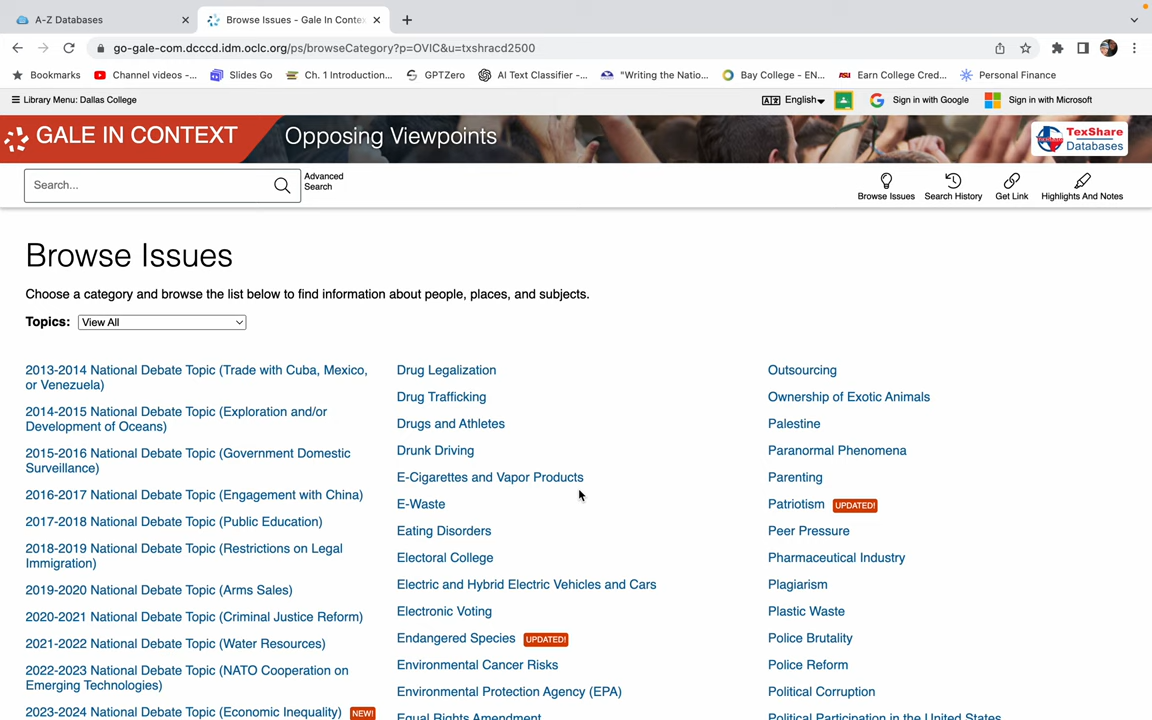 A-Z Databases
Browse Issues - Gale In Conte
go-gale-com.dcccd.idm.oclc.org/ps/browseCategory?p=OVIC&u=txshracd2500
Bookmarks
Channel videos -...
Slides Go
Ch. 1 Introduction...
GPTZero
AI Text Classifier -...
"Writing the Natio...
Bay College - EN...
ASU
Earn College Cred...
Personal Finance
Library Menu: Dallas College
English
Sign in with Google
Sign in with Microsoft
GALE IN CONTEXT
Opposing Viewpoints
TexShare
Databases
Search...
Advanced
Search
Browse Issues
Search History
Get Link
Highlights And Notes
Browse Issues
Choose a category and browse the list below to find information about people, places, and subjects.
Topics: View All
2013-2014 National Debate Topic (Trade with Cuba, Mexico,
or Venezuela)
2014-2015 National Debate Topic (Exploration and/or
Development of Oceans)
2015-2016 National Debate Topic (Government Domestic
Surveillance)
2016-2017 National Debate Topic (Engagement with China)
2017-2018 National Debate Topic (Public Education)
2018-2019 National Debate Topic (Restrictions on Legal
Immigration)
2019-2020 National Debate Topic (Arms Sales)
2020-2021 National Debate Topic (Criminal Justice Reform)
2021-2022 National Debate Topic (Water Resources)
2022-2023 National Debate Topic (NATO Cooperation on
Emerging Technologies)
2023-2024 National Debate Topic (Economic Inequality) NEW!
Drug Legalization
Drug Trafficking
Drugs and Athletes
Drunk Driving
E-Cigarettes and Vapor Products
E-Waste
Eating Disorders
Electoral College
Electric and Hybrid Electric Vehicles and Cars
Electronic Voting
Endangered Species UPDATED!
Environmental Cancer Risks
Environmental Protection Agency (EPA)
Equal Rights Amendment
Outsourcing
Ownership of Exotic Animals
Palestine
Paranormal Phenomena
Parenting
Patriotism UPDATED!
Peer Pressure
Pharmaceutical Industry
Plagiarism
Plastic Waste
Police Brutality
Police Reform
Political Corruption
Political Participation in the United States